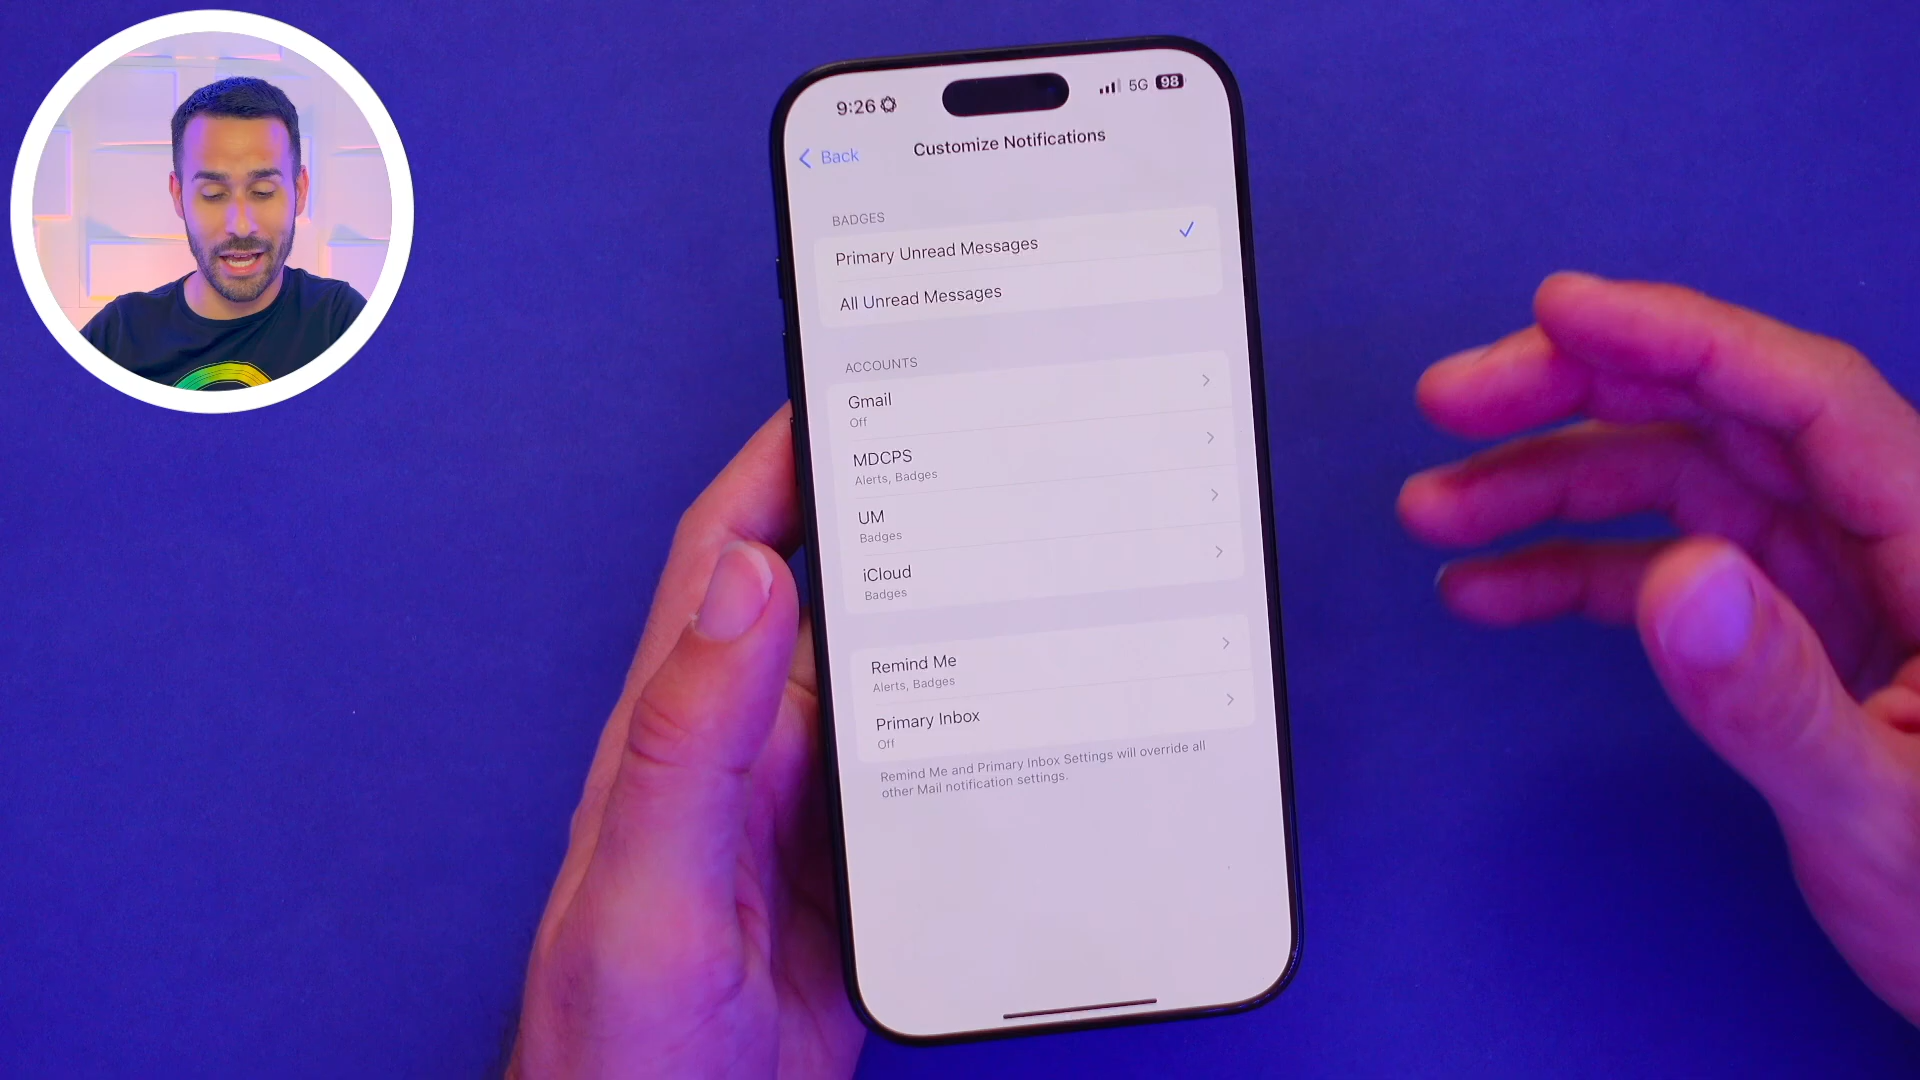 9:26
5G 98
Back
Customize Notifications
BADGES
Primary Unread Messages
All Unread Messages
ACCOUNTS
Gmail
Off
MDCPS
Alerts, Badges
UM
Badges
iCloud
Badges
Remind Me
Alerts, Badges
Primary Inbox
Off
Remind Me and Primary Inbox Settings will override all
other Mail notification settings.